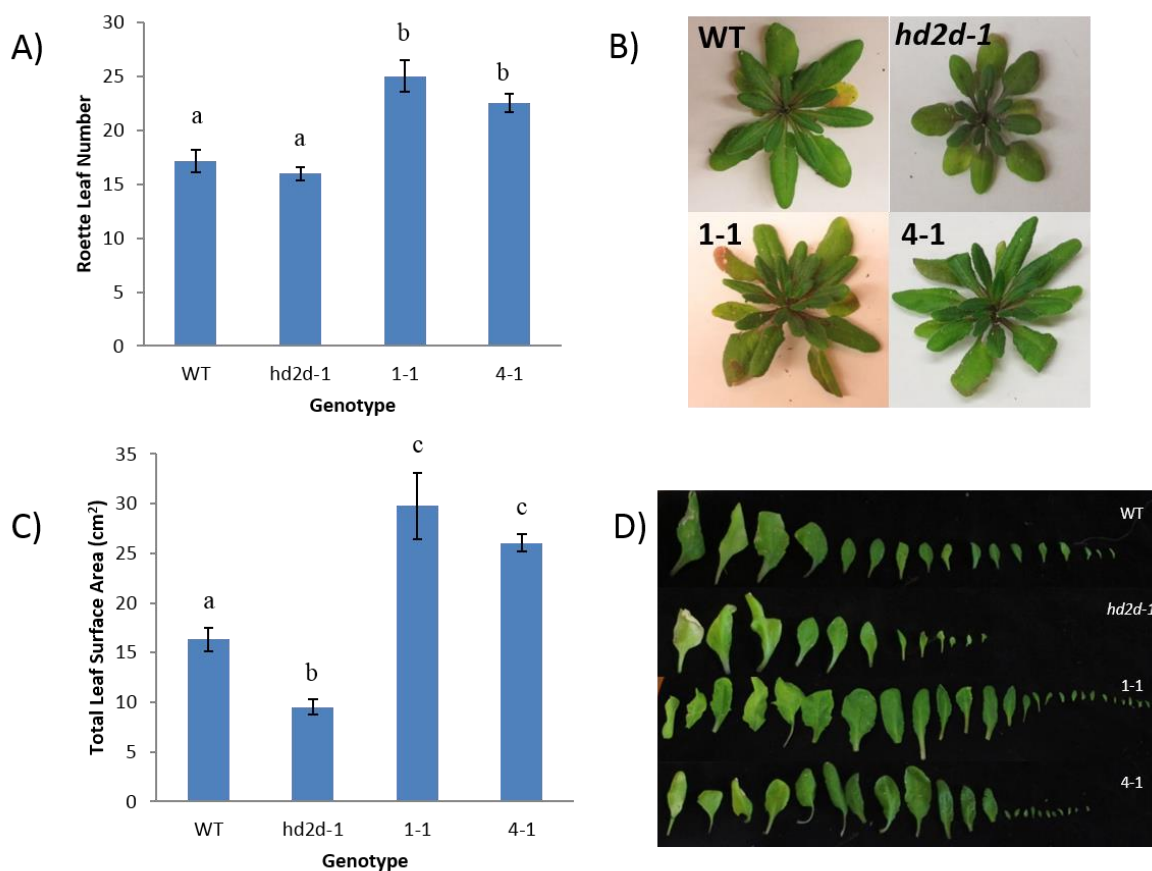 A)
Roette Leaf Number
30
25
20
15
10
5
0
a
a
b
b
WT
hd2d-1
1-1
4-1
Genotype
B)
WT
hd2d-1
1-1
4-1
C)
Total Leaf Surface Area (cm²)
35
30
25
20
15
10
5
0
a
b
c
c
WT
hd2d-1
1-1
4-1
Genotype
D)
WT
hd2d-1
1-1
4-1